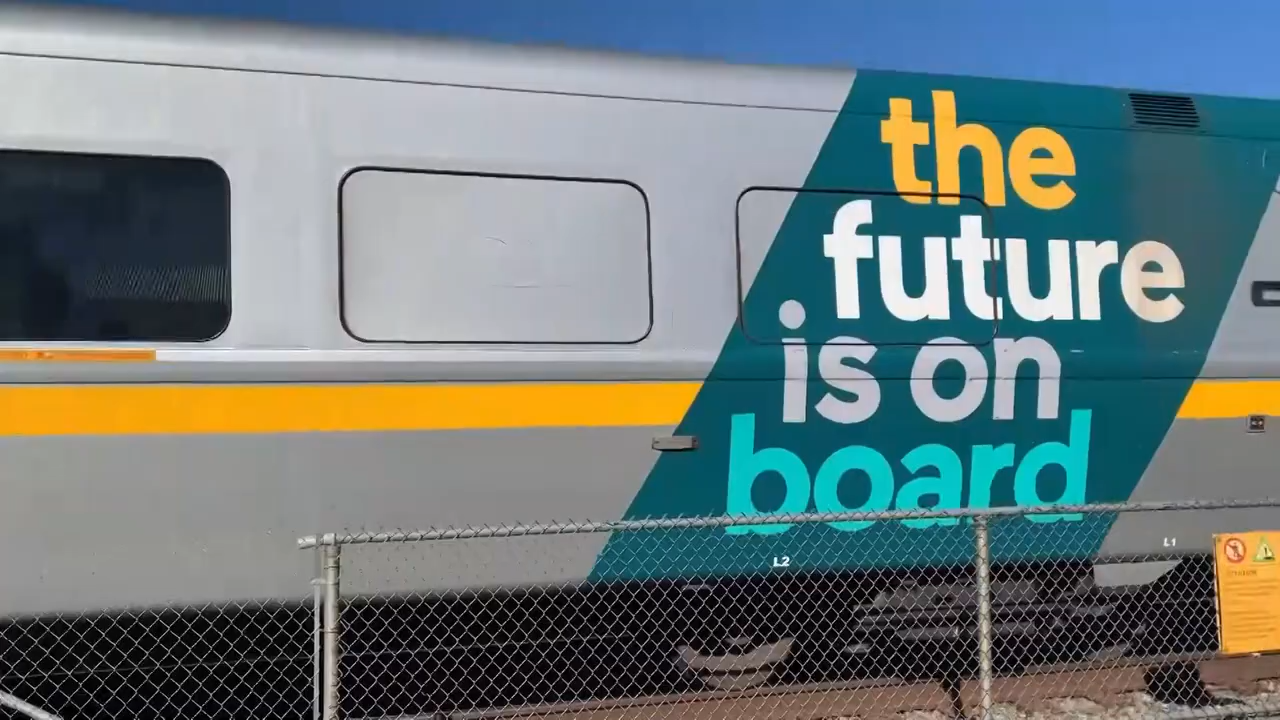 the
future
is on
board
L2
L1